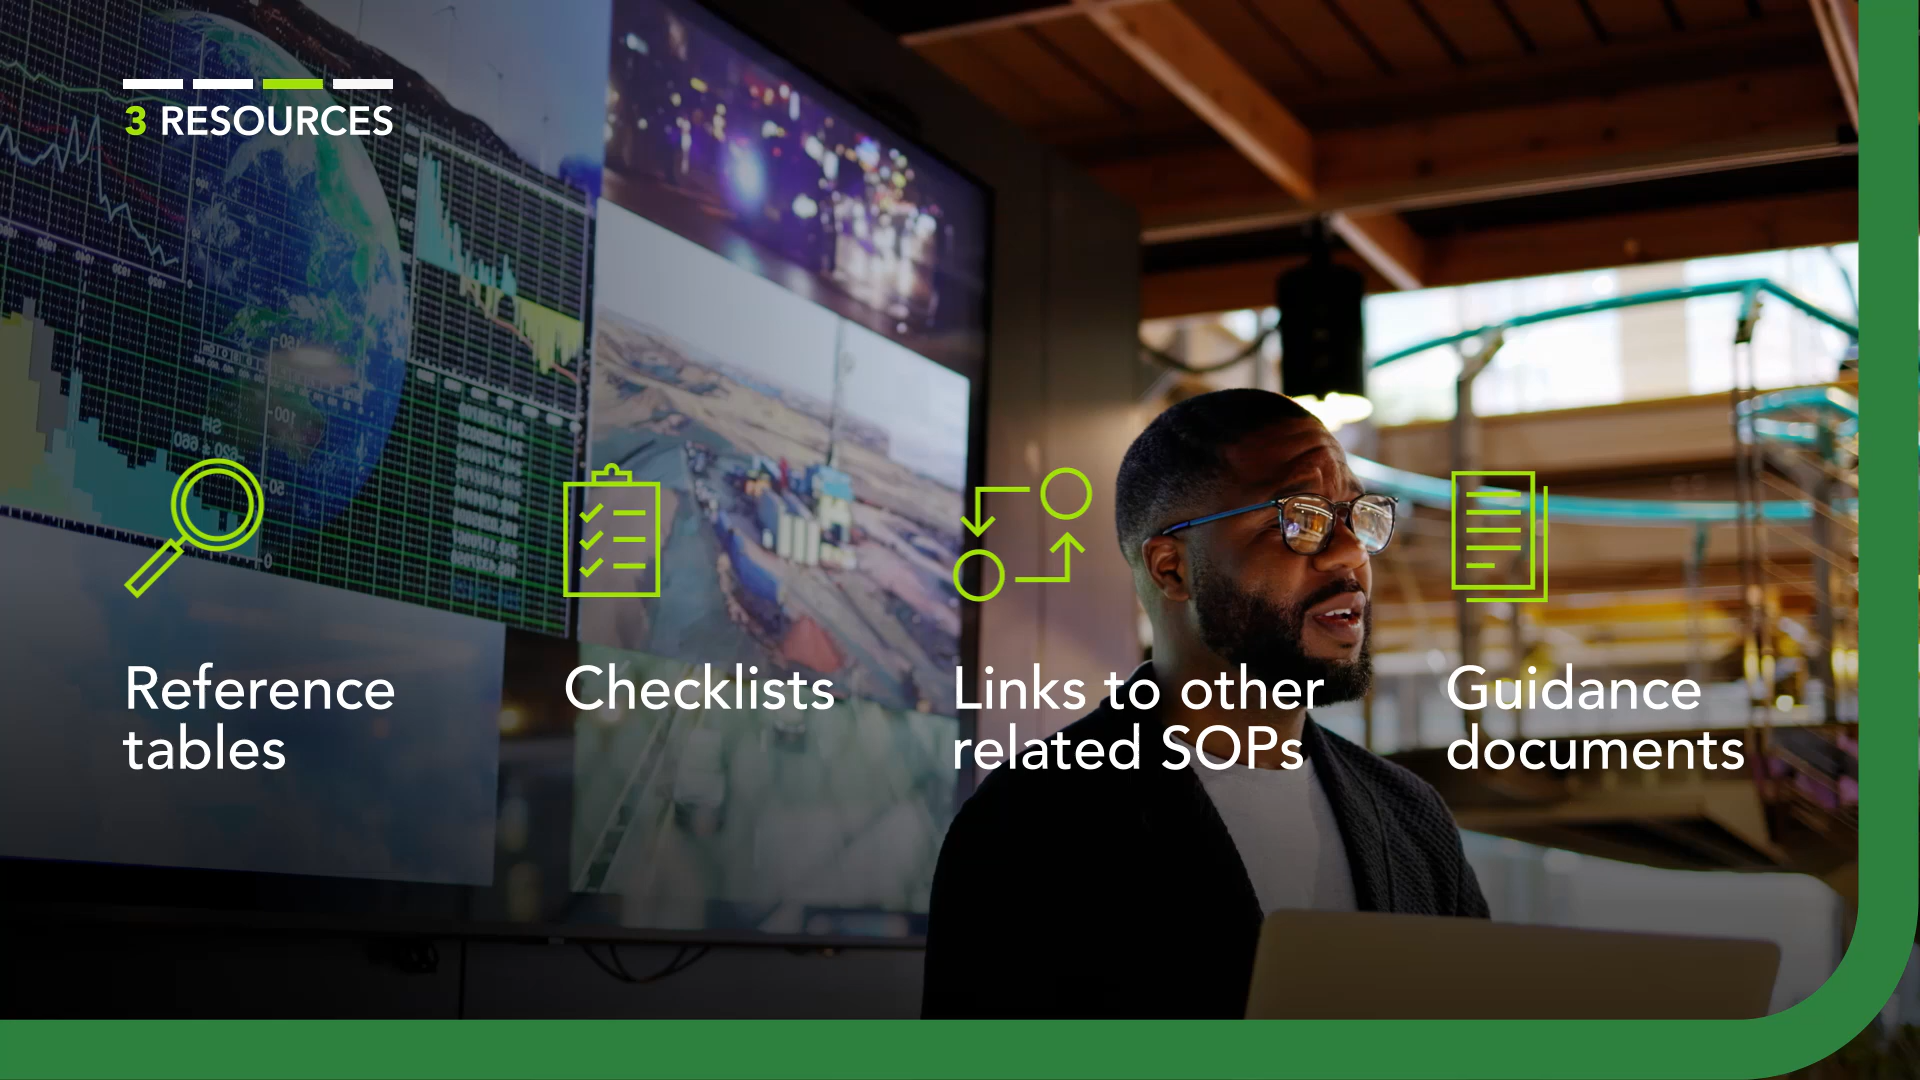 3 RESOURCES
Reference
tables
Checklists
Links to other
related SOPs
Guidance
documents